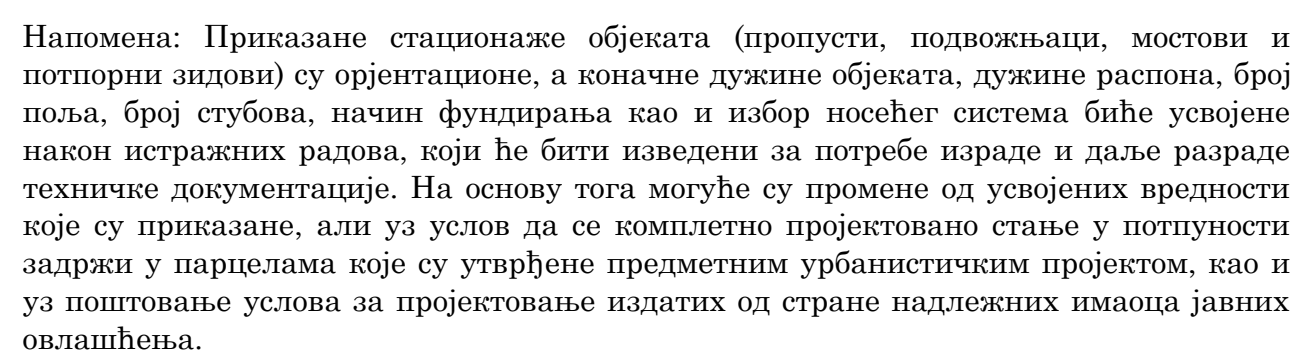 Напомена: Приказане стационаже објеката (пропусти, подвожњаци, мостови и
потпорни зидови) су орјентационе, а коначне дужине објеката, дужине распона, број
поља, број стубова, начин фундирања као и избор носећег система биће усвојене
након истражних радова, који ће бити изведени за потребе израде и даље разраде
техничке документације. На основу тога могуће су промене од усвојених вредности
које су приказане, али уз услов да се комплетно пројектовано стање у потпуности
задржи у парцелама које су утврђене предметним урбанистичким пројектом, као и
уз поштовање услова за пројектовање издатих од стране надлежних имаоца јавних
овлашћења.